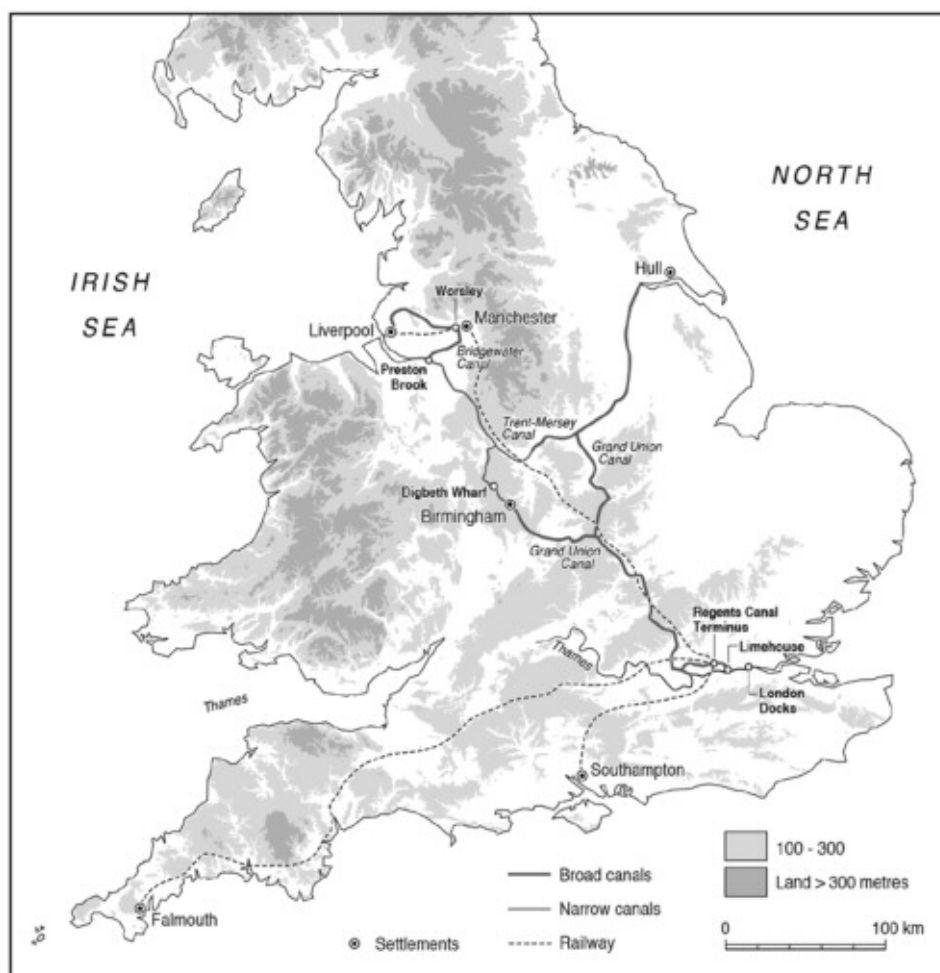 NORTH
SEA
IRISH
SEA
Hull
Worsley
Manchester
Liverpool
Bridgewater
Canal
Preston
Brook
Trent-Mersey
Canal
Grand Union
Canal
Digbeth Wharf
Birmingham
Grand Union
Canal
Regents Canal
Terminus
Limehouse
Thames
London
Docks
Thames
Southampton
Falmouth
100 - 300
Land > 300 metres
Broad canals
Narrow canals
Settlements
Railway
0 100 km